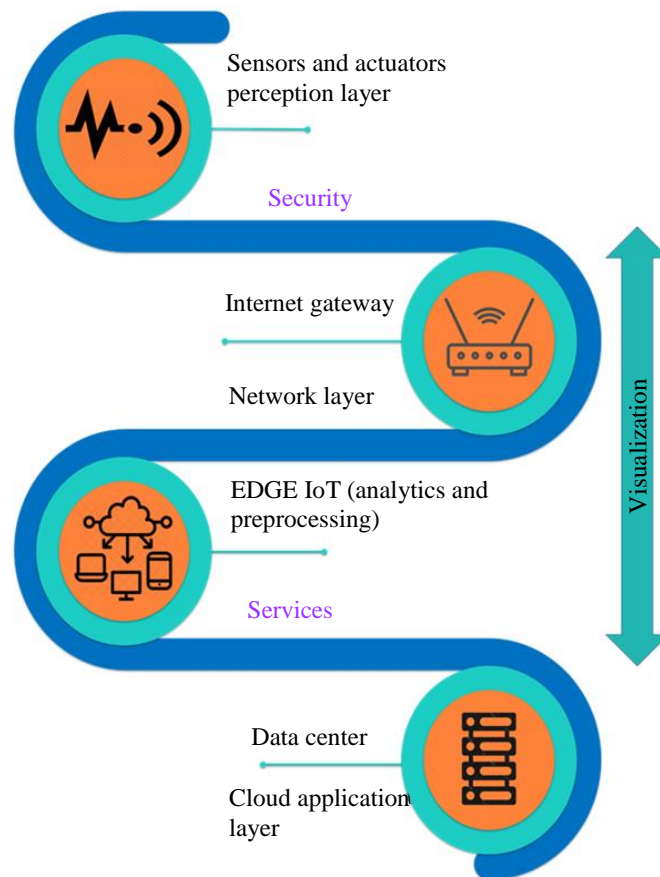 Sensors and actuators
perception layer
Security
Internet gateway
Network layer
Visualization
EDGE IoT (analytics and
preprocessing)
Services
Data center
Cloud application
layer